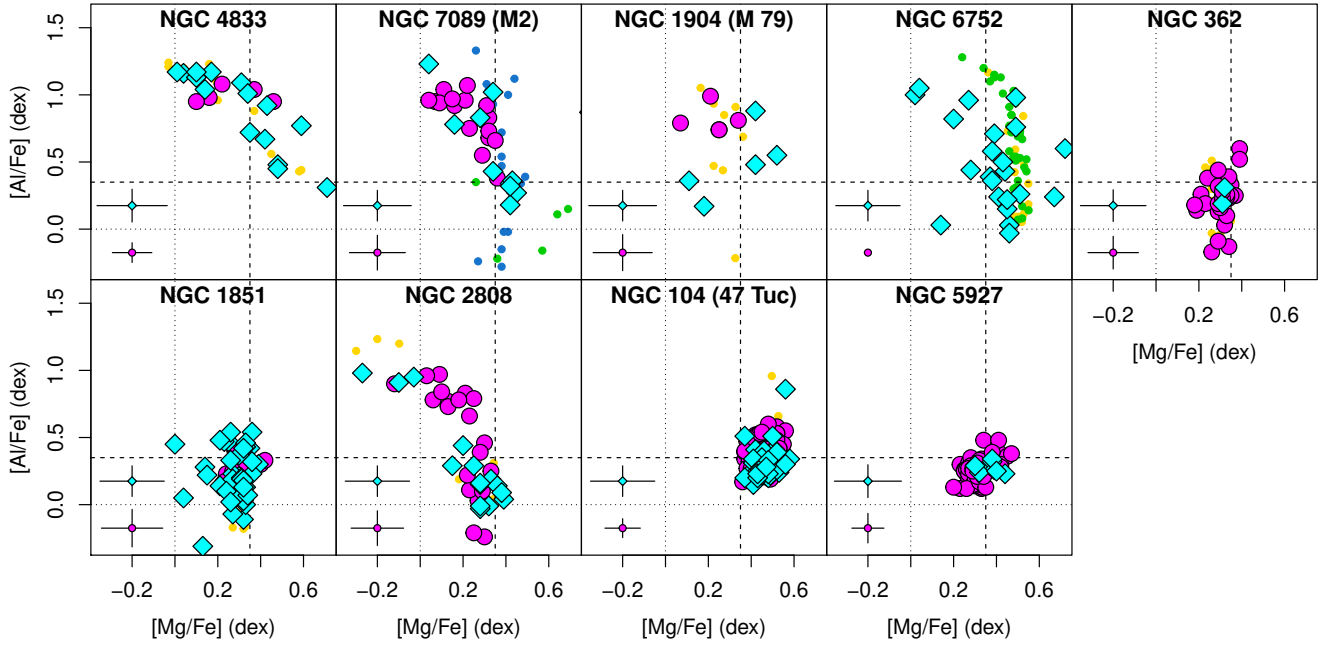 NGC 4833 NGC 7089 (M2) NGC 1904 (M 79) NGC 6752 NGC 362
[Al/Fe] (dex)
1.5
1.0
0.5
0.0
−0.2 0.2 0.6
[Mg/Fe] (dex)
NGC 1851 NGC 2808 NGC 104 (47 Tuc) NGC 5927
[Al/Fe] (dex)
1.5
1.0
0.5
0.0
−0.2 0.2 0.6 −0.2 0.2 0.6 −0.2 0.2 0.6 −0.2 0.2 0.6
[Mg/Fe] (dex) [Mg/Fe] (dex) [Mg/Fe] (dex) [Mg/Fe] (dex)